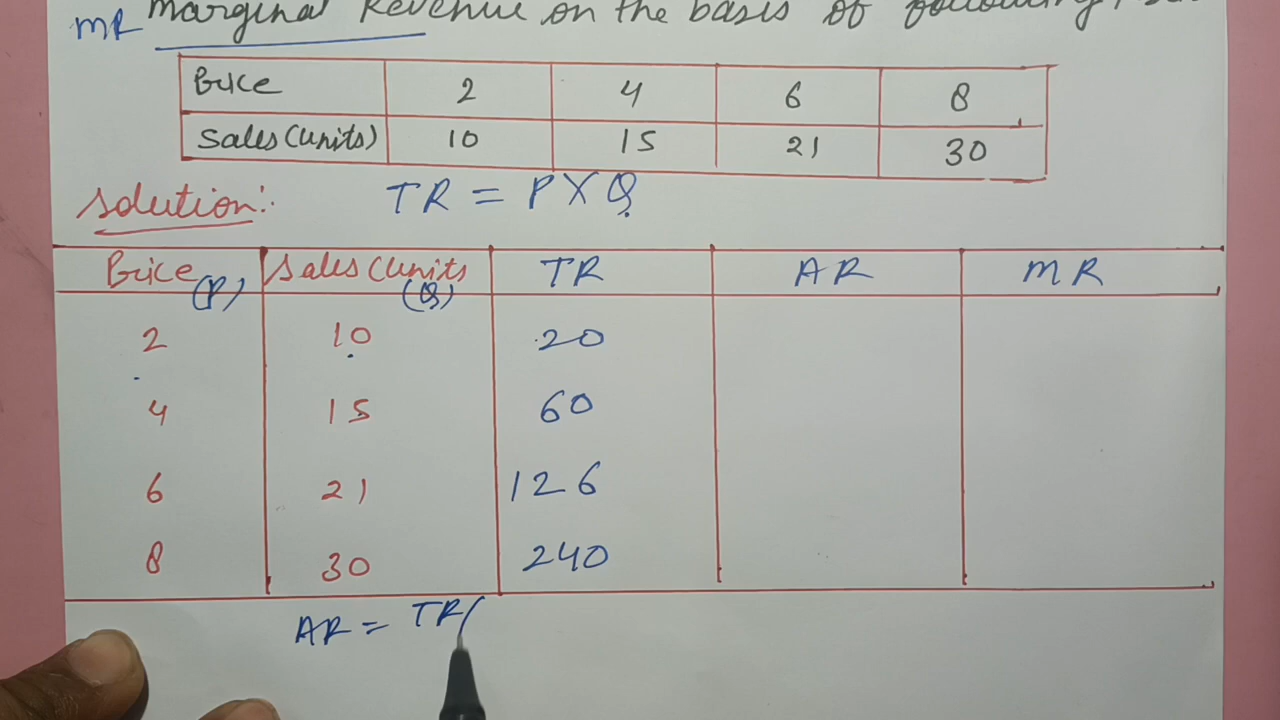 MR Marginal Revenue on the basis of following
Price 2 4 6 8
Sales (Units) 10 15 21 30
Solution:- TR = P X Q
Price (P) Sales (Units (Q) TR AR MR
2 10 20
4 15 60
6 21 126
8 30 240
AR = TR(